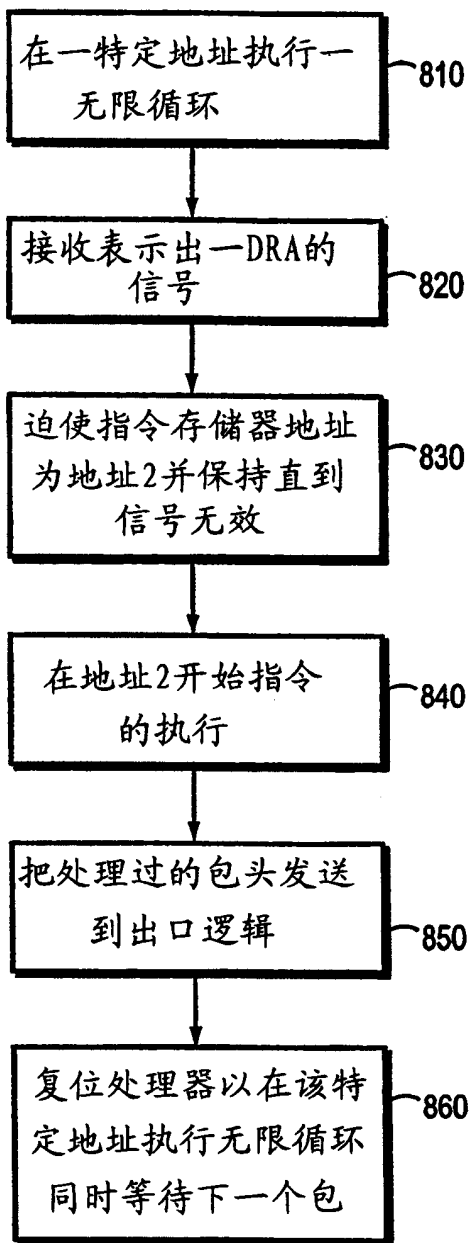 在一特定地址执行一
无限循环
810
接收表示出一DRA的
信号
820
迫使指令存储器地址
为地址2并保持直到
信号无效
830
在地址2开始指令
的执行
840
把处理过的包头发送
到出口逻辑
850
复位处理器以在该特
定地址执行无限循环
同时等待下一个包
860